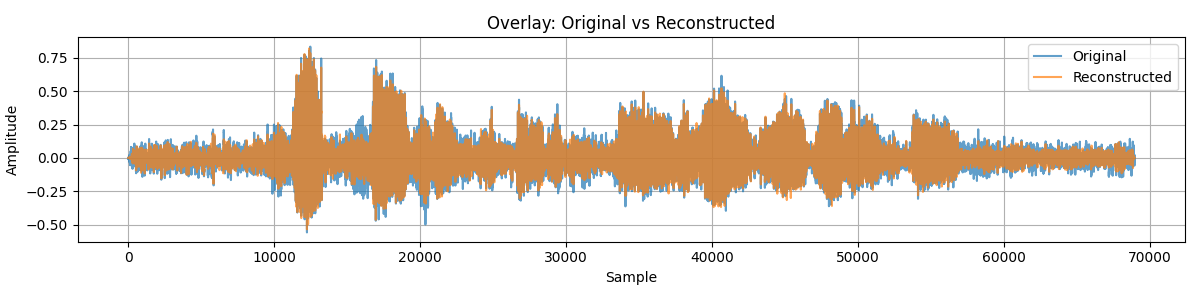 Overlay: Original vs Reconstructed
Original
Reconstructed
Amplitude
0.75
0.50
0.25
0.00
−0.25
−0.50
0 10000 20000 30000 40000 50000 60000 70000
Sample